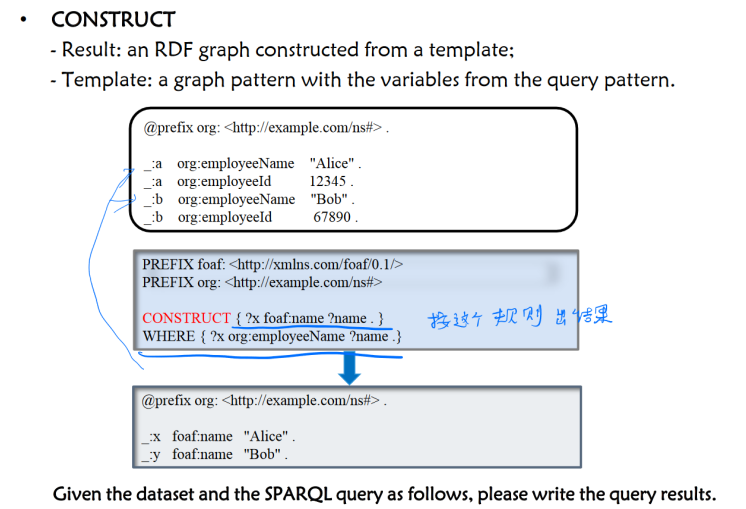 • CONSTRUCT
- Result: an RDF graph constructed from a template;
- Template: a graph pattern with the variables from the query pattern.
@prefix org: <http://example.com/ns#> .
_:a org:employeeName "Alice" .
_:a org:employeeId 12345 .
_:b org:employeeName "Bob" .
_:b org:employeeId 67890 .
PREFIX foaf: <http://xmlns.com/foaf/0.1/>
PREFIX org: <http://example.com/ns#>
CONSTRUCT { ?x foaf:name ?name . } 按这个规则出结果
WHERE { ?x org:employeeName ?name .}
@prefix org: <http://example.com/ns#> .
_:x foaf:name "Alice" .
_:y foaf:name "Bob" .
Given the dataset and the SPARQL query as follows, please write the query results.